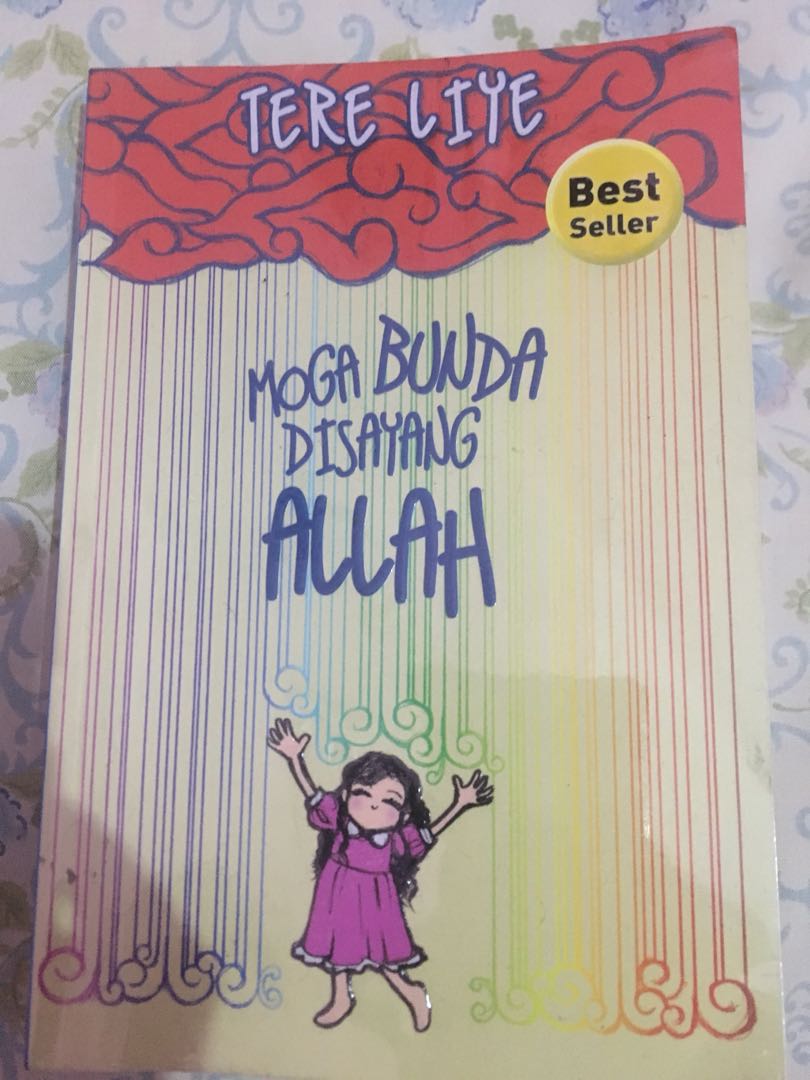 TERE LIYE
Best
Seller
MOGA BUNDA
DISAYANG
ALLAH